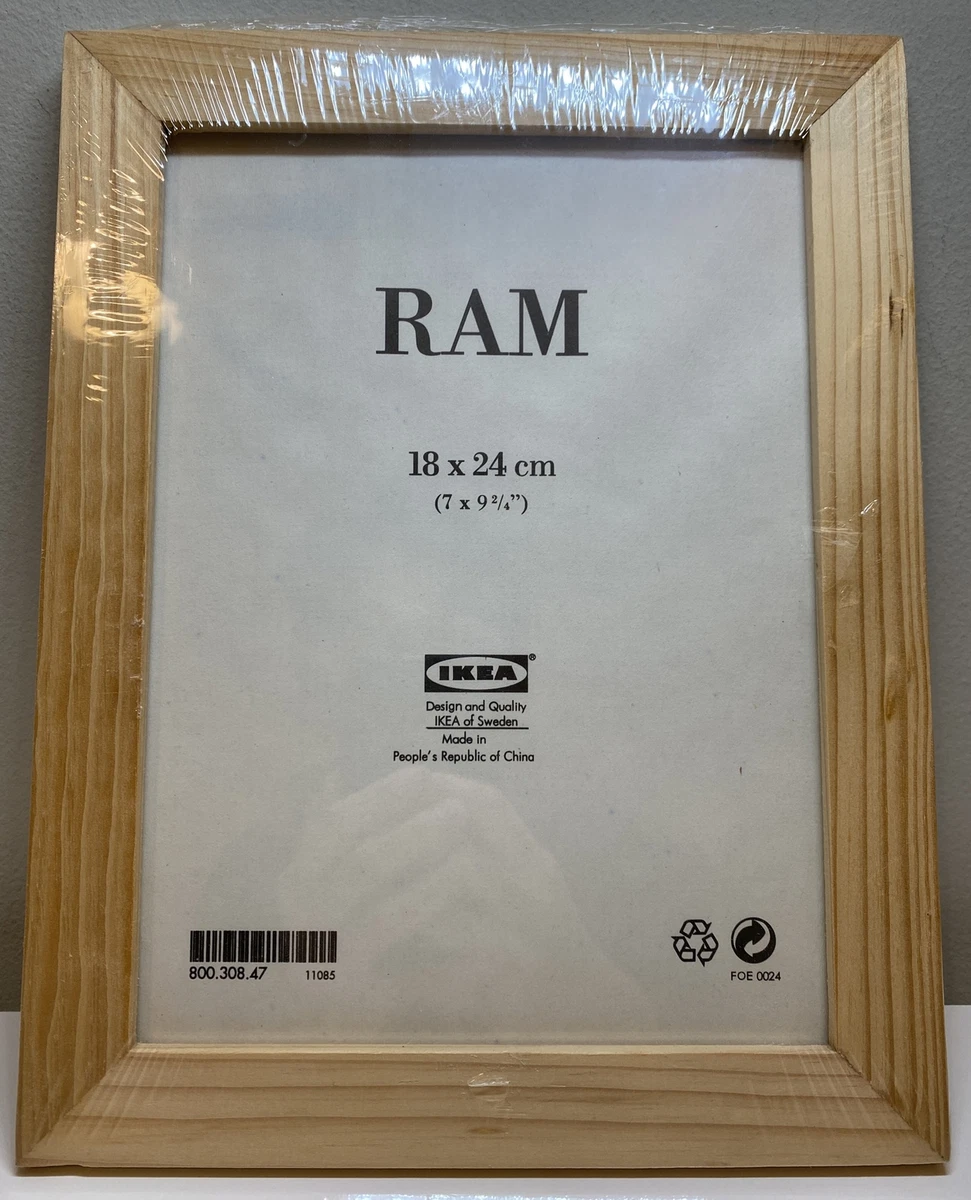 RAM
18 x 24 cm
(7 x 9 2/4”)
IKEA®
Design and Quality
IKEA of Sweden
Made in
People's Republic of China
800.308.47 11085
FOE 0024